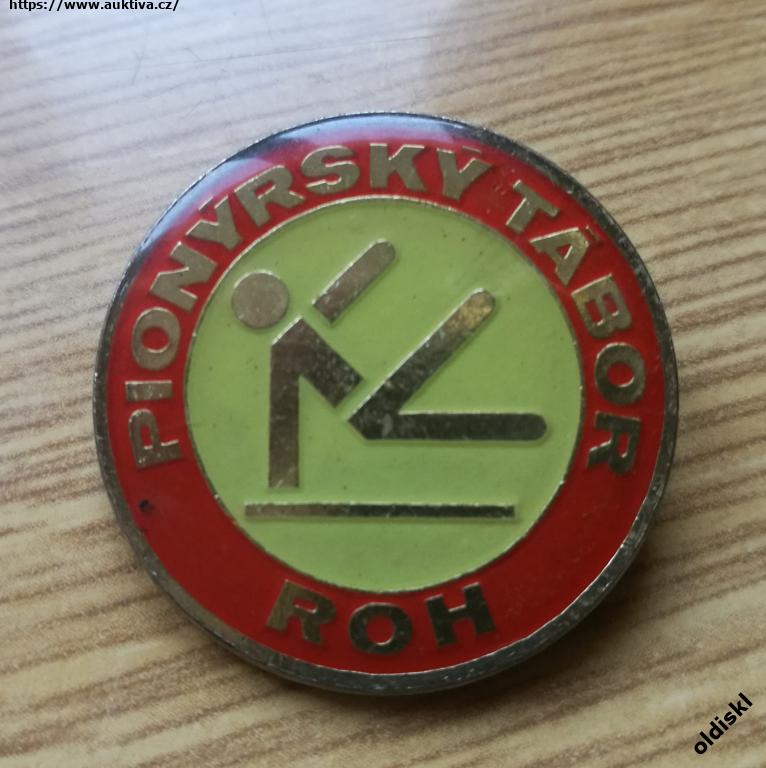 https://www.auktiva.cz/
PIONÝRSKÝ TÁBOR
ROH
oldiskl